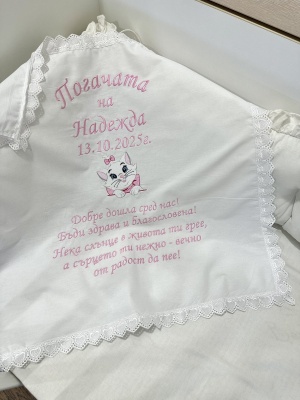 Погачата
на
Надежда
13.10.2025г.
Добре дошла сред нас!
Бъди здрава и благословена!
Нека слънце в живота ти грее,
а сърцето ти нежно - вечно
от радост да пее!